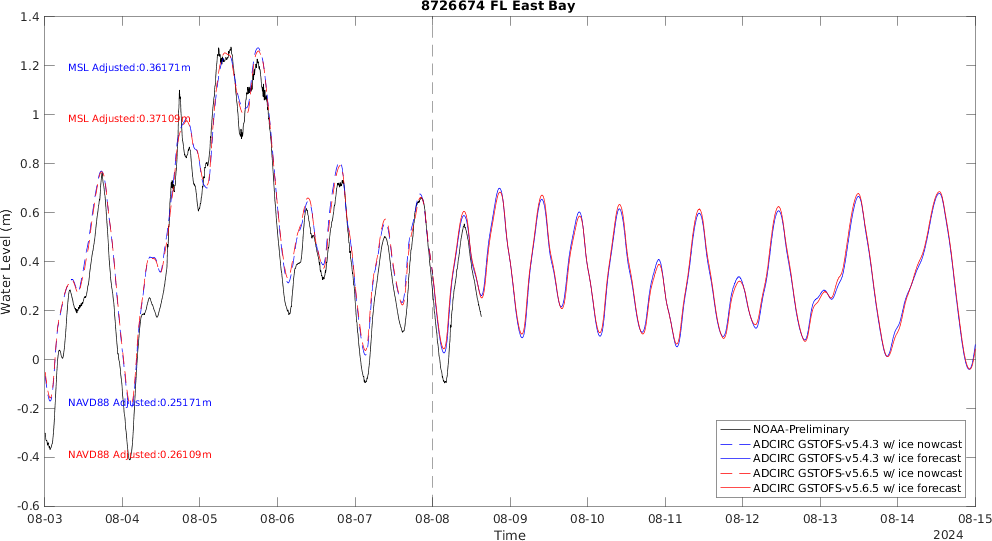 8726674 FL East Bay
1.4
1.2
1
0.8
0.6
0.4
0.2
0
-0.2
-0.4
-0.6
Water Level (m)
MSL Adjusted:0.36171m
MSL Adjusted:0.37109m
NAVD88 Adjusted:0.25171m
NAVD88 Adjusted:0.26109m
NOAA-Preliminary
ADCIRC GSTOFS-v5.4.3 w/ ice nowcast
ADCIRC GSTOFS-v5.4.3 w/ ice forecast
ADCIRC GSTOFS-v5.6.5 w/ ice nowcast
ADCIRC GSTOFS-v5.6.5 w/ ice forecast
08-03 08-04 08-05 08-06 08-07 08-08 08-09 08-10 08-11 08-12 08-13 08-14 08-15
Time
2024